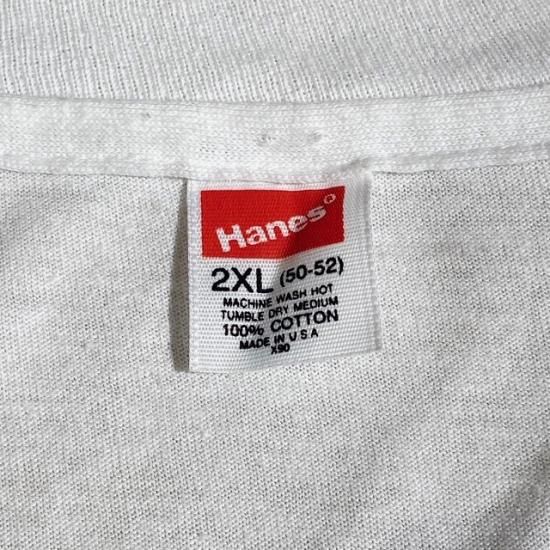 Hanes®
2XL (50-52)
MACHINE WASH HOT
TUMBLE DRY MEDIUM
100% COTTON
MADE IN U S A
X90